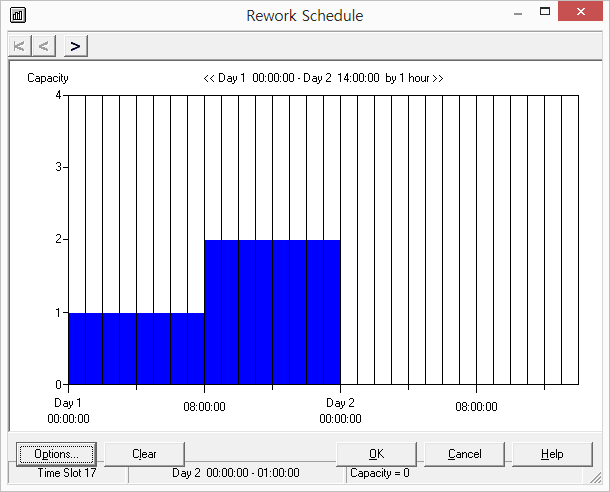 Rework Schedule
Capacity
<< Day 1 00:00:00 - Day 2 14:00:00 by 1 hour >>
4
3
2
1
0
Day 1
00:00:00
08:00:00
Day 2
00:00:00
08:00:00
Options...
Clear
OK
Cancel
Help
Time Slot 17
Day 2 00:00:00 - 01:00:00
Capacity = 0